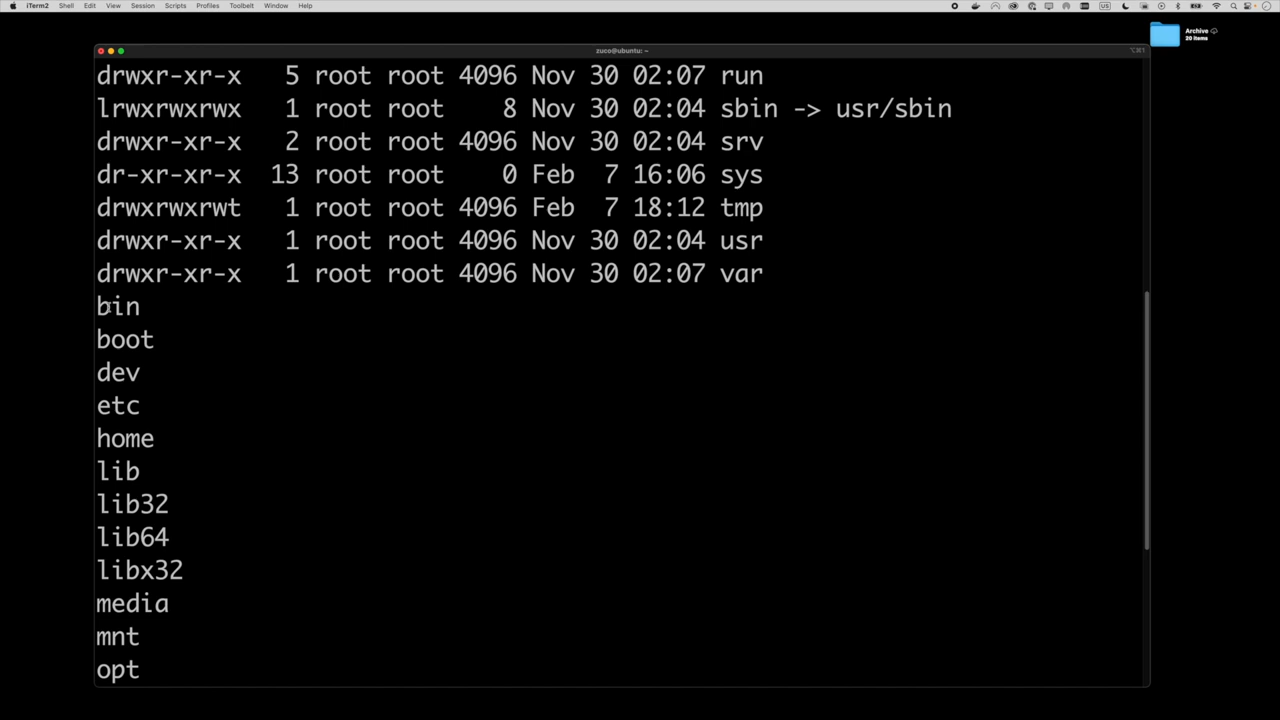 iTerm2 Shell Edit View Session Scripts Profiles Toolbelt Window Help
US
Archive
20 items
zuco@ubuntu: ~
drwxr-xr-x   5 root root 4096 Nov 30 02:07 run
lrwxrwxrwx   1 root root    8 Nov 30 02:04 sbin -> usr/sbin
drwxr-xr-x   2 root root 4096 Nov 30 02:04 srv
dr-xr-xr-x  13 root root    0 Feb  7 16:06 sys
drwxrwxrwt   1 root root 4096 Feb  7 18:12 tmp
drwxr-xr-x   1 root root 4096 Nov 30 02:04 usr
drwxr-xr-x   1 root root 4096 Nov 30 02:07 var
bin
boot
dev
etc
home
lib
lib32
lib64
libx32
media
mnt
opt